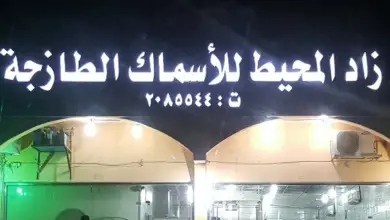 زاد المحيط للأسماك الطازجة
ت : ٢٠٨٥٥٤٤